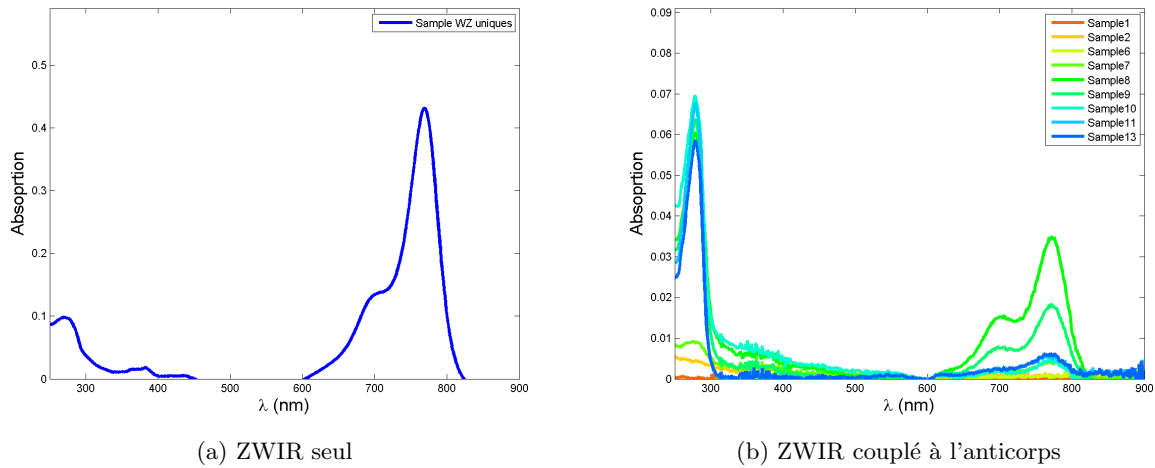 Sample WZ uniques
0.5
0.4
0.3
0.2
0.1
0
300 400 500 600 700 800 900
Absoprtion
λ (nm)
(a) ZWIR seul
0.09
0.08
0.07
0.06
0.05
0.04
0.03
0.02
0.01
0
300 400 500 600 700 800 900
Absoprtion
λ (nm)
Sample1
Sample2
Sample6
Sample7
Sample8
Sample9
Sample10
Sample11
Sample13
(b) ZWIR couplé à l'anticorps